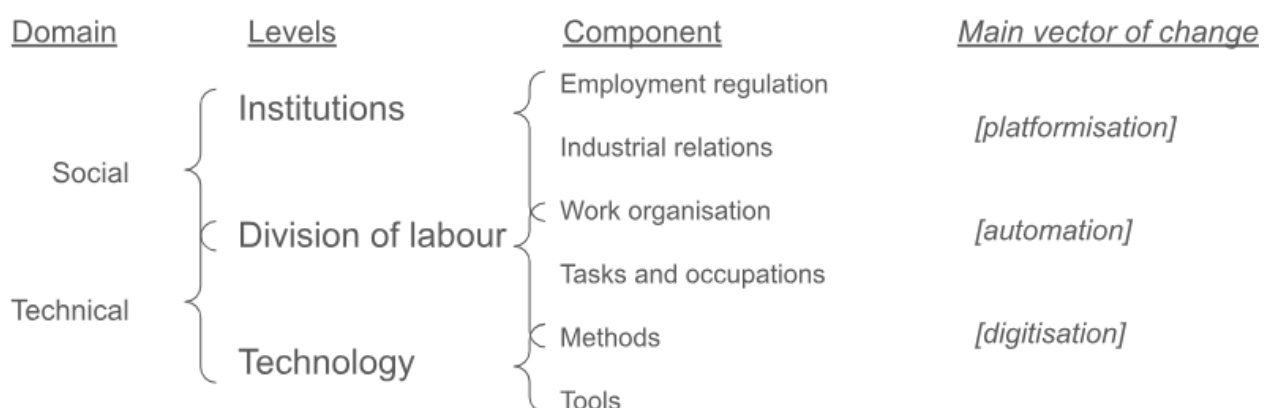 Domain Levels Component Main vector of change
Employment regulation
Institutions
[platformisation]
Industrial relations
Social
Work organisation
Division of labour [automation]
Tasks and occupations
Technical
Methods [digitisation]
Technology
Tools